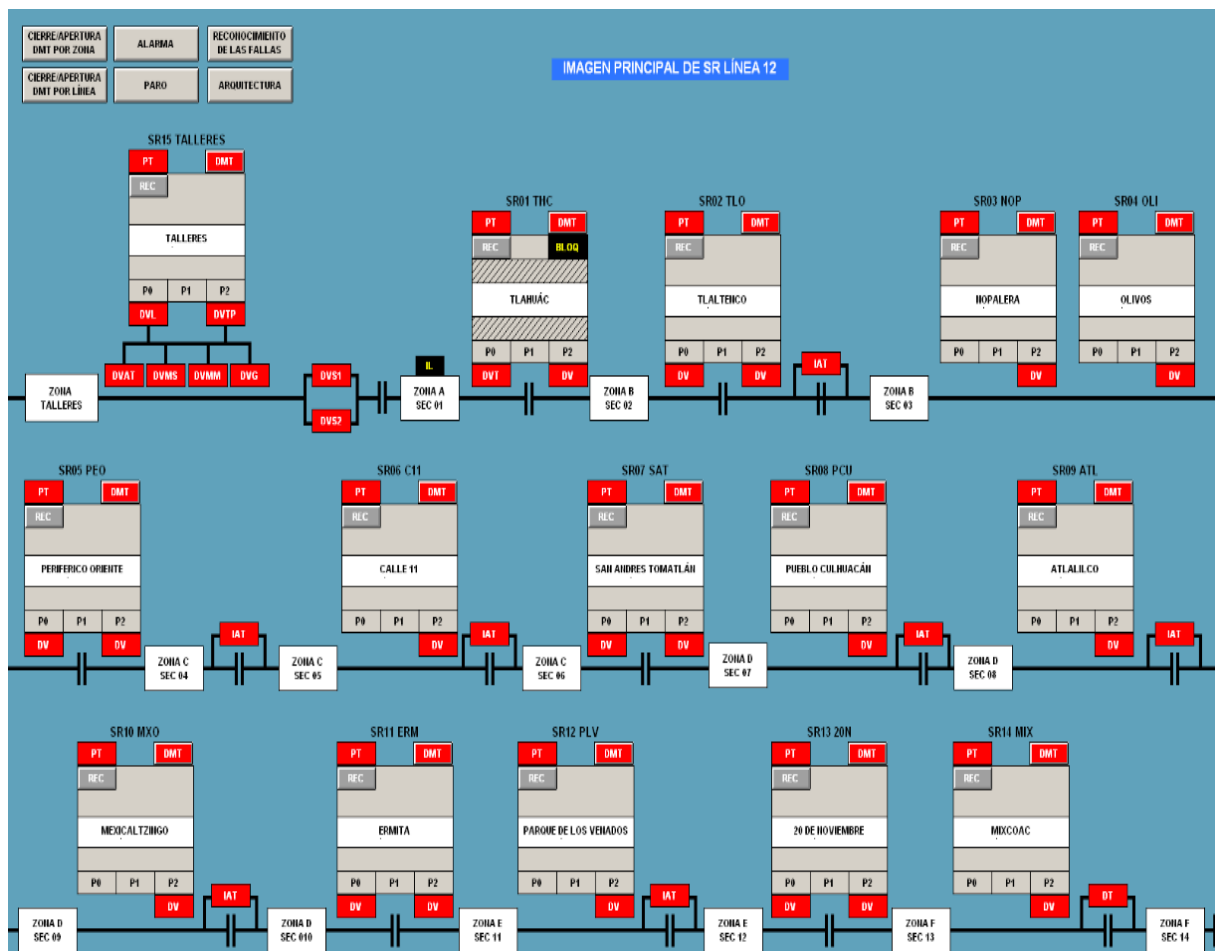 CIERRE/APERTURA
DMT POR ZONA
ALARMA
RECONOCIMIENTO
DE LAS FALLAS
CIERRE/APERTURA
DMT POR LÍNEA
PARO
ARQUITECTURA
IMAGEN PRINCIPAL DE SR LÍNEA 12
SR15 TALLERES
PT DMT
REC
TALLERES
P0 P1 P2
DVL DVTP
DVAT DVMS DVMM DVG
ZONA
TALLERES
DVS1
DVS2
IL
ZONA A
SEC 01
SR01 THC
PT DMT
REC BLOQ
TLAHUÁC
P0 P1 P2
DVT DV
ZONA B
SEC 02
SR02 TLO
PT DMT
REC
TLALTENCO
P0 P1 P2
DV DV
IAT
ZONA B
SEC 03
SR03 NOP
PT DMT
REC
NOPALERA
P0 P1 P2
DV
SR04 OLI
PT DMT
REC
OLIVOS
P0 P1 P2
DV
SR05 PEO
PT DMT
REC
PERIFERICO ORIENTE
P0 P1 P2
DV DV
ZONA C
SEC 04
IAT
ZONA C
SEC 05
SR06 C11
PT DMT
REC
CALLE 11
P0 P1 P2
DV
IAT
ZONA C
SEC 06
SR07 SAT
PT DMT
REC
SAN ANDRES TOMATLÁN
P0 P1 P2
DV DV
ZONA D
SEC 07
SR08 PCU
PT DMT
REC
PUEBLO CULHUACÁN
P0 P1 P2
DV
IAT
ZONA D
SEC 08
SR09 ATL
PT DMT
REC
ATLALILCO
P0 P1 P2
DV
IAT
ZONA D
SEC 09
SR10 MXO
PT DMT
REC
MEXICALTZINGO
P0 P1 P2
DV
IAT
ZONA D
SEC 010
SR11 ERM
PT DMT
REC
ERMITA
P0 P1 P2
DV DV
ZONA E
SEC 11
SR12 PLV
PT DMT
REC
PARQUE DE LOS VENADOS
P0 P1 P2
DV
IAT
ZONA E
SEC 12
SR13 20N
PT DMT
REC
20 DE NOVIEMBRE
P0 P1 P2
DV DV
ZONA F
SEC 13
SR14 MIX
PT DMT
REC
MIXCOAC
P0 P1 P2
DV
DT
ZONA F
SEC 14